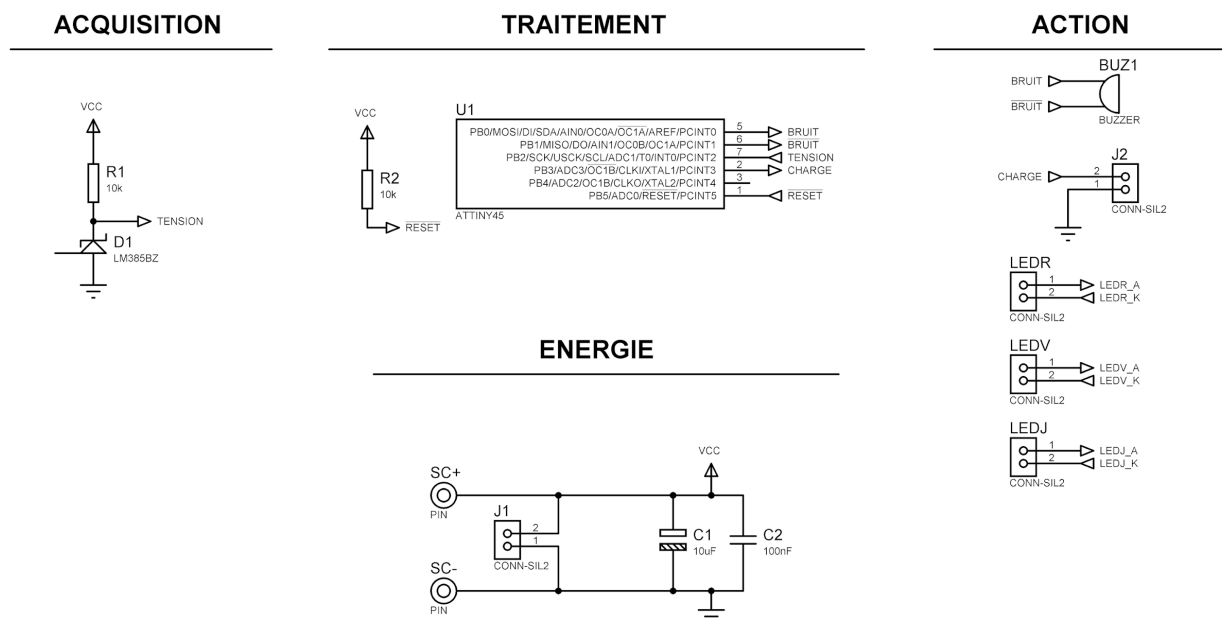 ACQUISITION
TRAITEMENT
ACTION
VCC
R1
10k
TENSION
D1
LM385BZ
VCC
R2
10k
RESET
U1
PB0/MOSI/DI/SDA/AIN0/OC0A/OC1A/AREF/PCINT0 5 BRUIT
PB1/MISO/DO/AIN1/OC0B/OC1A/PCINT1 6 BRUIT
PB2/SCK/USCK/SCL/ADC1/T0/INT0/PCINT2 7 TENSION
PB3/ADC3/OC1B/CLKI/XTAL1/PCINT3 2 CHARGE
PB4/ADC2/OC1B/CLKO/XTAL2/PCINT4 3
PB5/ADC0/RESET/PCINT5 1 RESET
ATTINY45
BUZ1
BRUIT
BRUIT
BUZZER
J2
CHARGE 2
1
CONN-SIL2
LEDR
1 LEDR_A
2 LEDR_K
CONN-SIL2
LEDV
1 LEDV_A
2 LEDV_K
CONN-SIL2
LEDJ
1 LEDJ_A
2 LEDJ_K
CONN-SIL2
ENERGIE
VCC
SC+
PIN
J1
2
1
CONN-SIL2
C1
10uF
C2
100nF
SC-
PIN